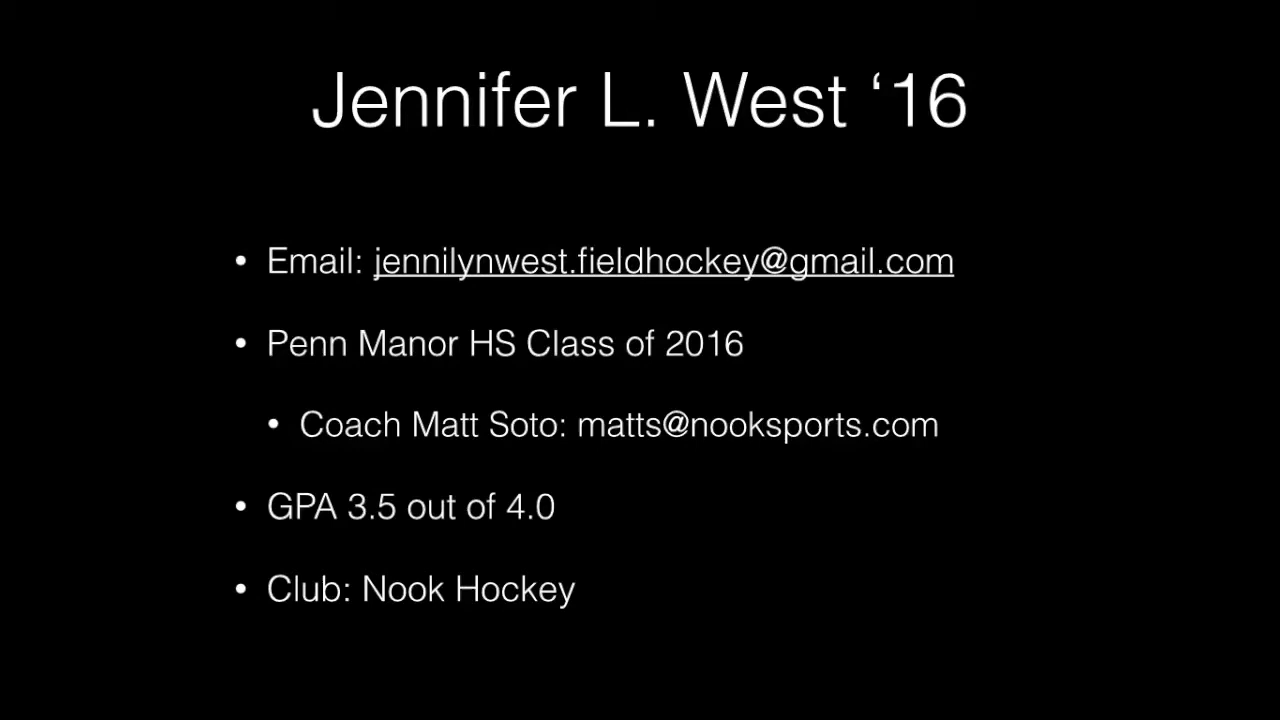 Jennifer L. West ‘16
• Email: jennilynwest.fieldhockey@gmail.com
• Penn Manor HS Class of 2016
• Coach Matt Soto: matts@nooksports.com
• GPA 3.5 out of 4.0
• Club: Nook Hockey